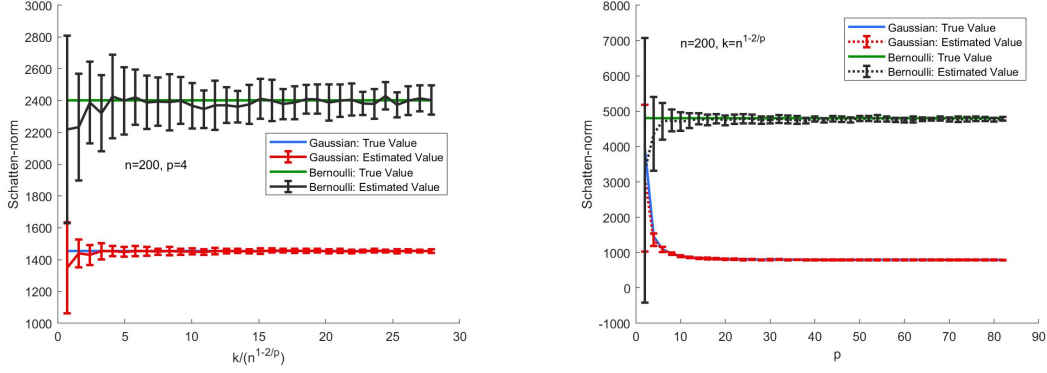 3000
2800
2600
2400
2200
2000
1800
1600
1400
1200
1000
Schatten-norm
n=200, p=4
Gaussian: True Value
Gaussian: Estimated Value
Bernoulli: True Value
Bernoulli: Estimated Value
0 5 10 15 20 25 30
k/(n^{1-2/p})
8000
7000
6000
5000
4000
3000
2000
1000
0
-1000
Schatten-norm
n=200, k=n^{1-2/p}
Gaussian: True Value
Gaussian: Estimated Value
Bernoulli: True Value
Bernoulli: Estimated Value
0 10 20 30 40 50 60 70 80 90
p